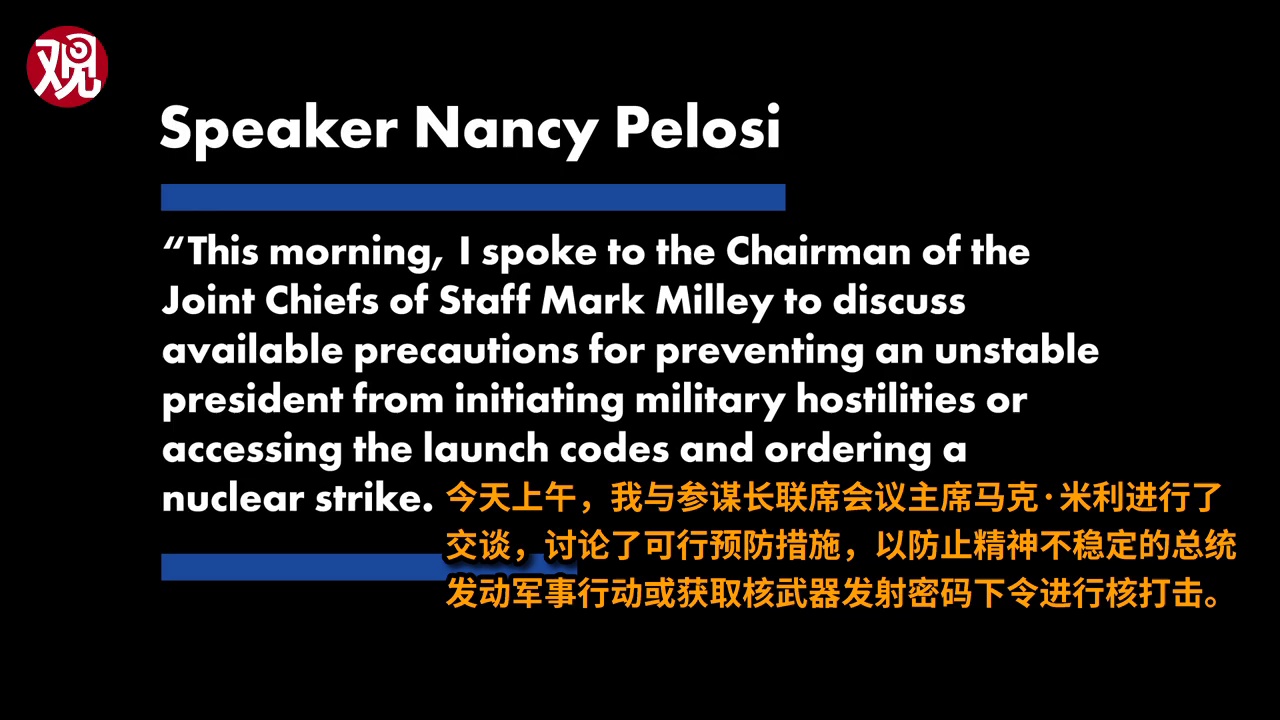 观
Speaker Nancy Pelosi
“This morning, I spoke to the Chairman of the
Joint Chiefs of Staff Mark Milley to discuss
available precautions for preventing an unstable
president from initiating military hostilities or
accessing the launch codes and ordering a
nuclear strike.
今天上午，我与参谋长联席会议主席马克·米利进行了
交谈，讨论了可行预防措施，以防止精神不稳定的总统
发动军事行动或获取核武器发射密码下令进行核打击。